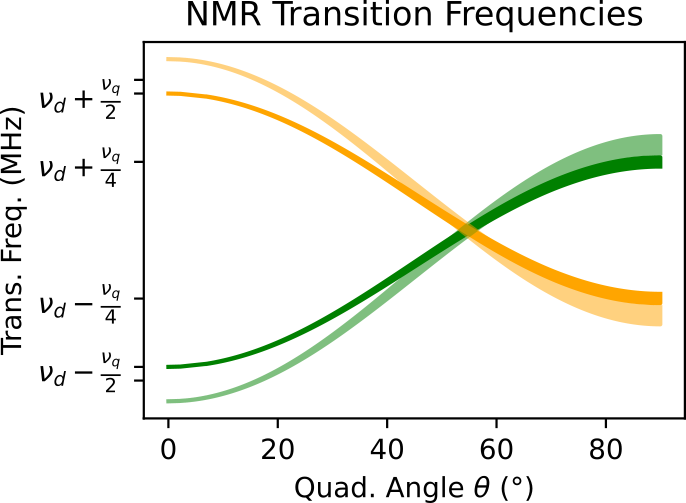 NMR Transition Frequencies
Trans. Freq. (MHz)
ν_d + ν_q/2
ν_d + ν_q/4
ν_d − ν_q/4
ν_d − ν_q/2
0 20 40 60 80
Quad. Angle θ (°)